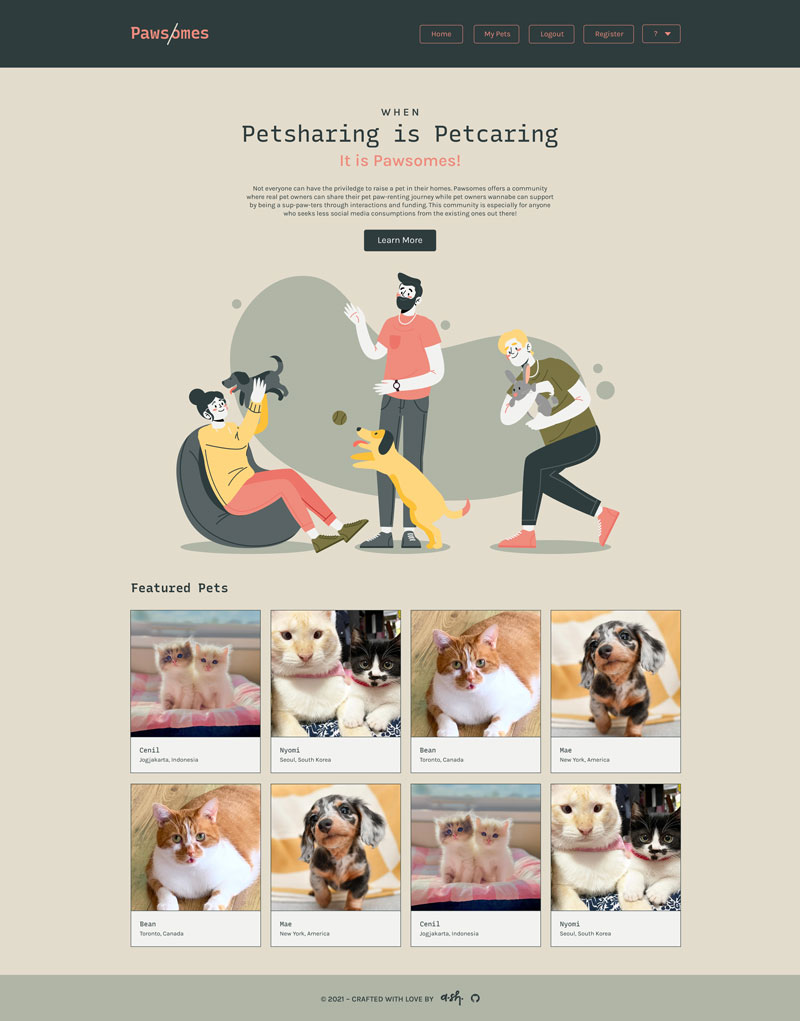 Pawsomes
Home
My Pets
Logout
Register
?
WHEN
Petsharing is Petcaring
It is Pawsomes!
Not everyone can have the priviledge to raise a pet in their homes. Pawsomes offers a community
where real pet owners can share their pet paw-renting journey while pet owners wannabe can support
by being a sup-paw-ters through interactions and funding. This community is especially for anyone
who seeks less social media consumptions from the existing ones out there!
Learn More
Featured Pets
Cenil
Jogjakarta, Indonesia
Nyomi
Seoul, South Korea
Bean
Toronto, Canada
Mae
New York, America
Bean
Toronto, Canada
Mae
New York, America
Cenil
Jogjakarta, Indonesia
Nyomi
Seoul, South Korea
© 2021 – CRAFTED WITH LOVE BY a.sh.